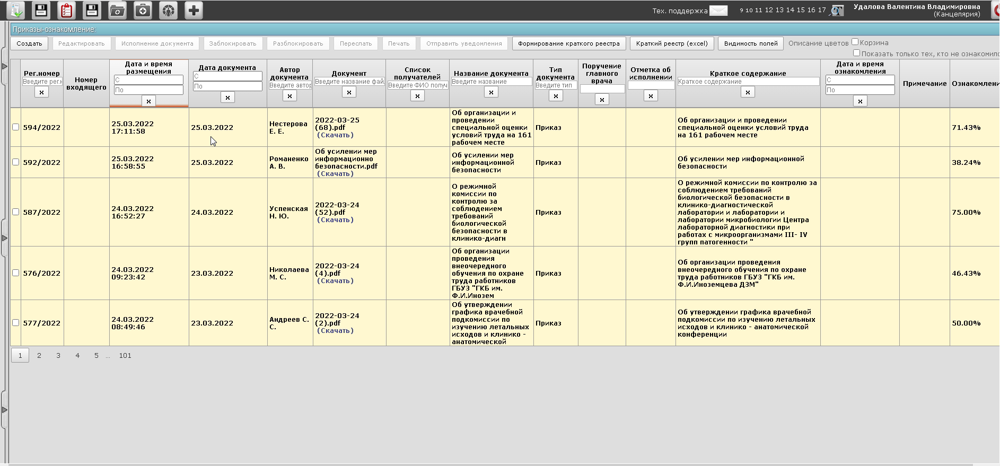 Тех. поддержка 9 10 11 12 13 14 15 16 17 Удалова Валентина Владимировна
(Канцелярия)
Приказы-ознакомление:
Создать Редактировать Исполнение документа Заблокировать Разблокировать Переслать Печать Отправить уведомления Формирование краткого реестра Краткий реестр (excel) Видимость полей Описание цветов Корзина
Показать только тех, кто не
Рег.номер
Введите
x
Номер
входящего
Дата и время
размещения
С
По
x
Дата документа
С
По
x
Автор
документа
Введите
x
Документ
Введите название
x
Список
получателей
Введите ФИО
x
Название документа
Введите название
x
Тип
документа
Введите тип
x
Поручение
главного
врача
x
Отметка об
исполнении
x
Краткое содержание
Краткое содержание
x
Дата и время
ознакомления
С
По
x
Примечание
594/2022
25.03.2022
17:11:58
25.03.2022
Нестерова
Е. Е.
2022-03-25
(68).pdf
(Скачать)
Об организации и
проведении
специальной оценки
условий труда на 161
рабочем месте
Приказ
Об организации и проведении
специальной оценки условий труда
на 161 рабочем месте
71.43%
592/2022
25.03.2022
16:58:55
25.03.2022
Романенко
А. В.
Об усилении мер
информационно
безопасности.pdf
(Скачать)
Об усилении мер
информационной
безопасности
Приказ
Об усилении мер информационной
безопасности
38.24%
587/2022
24.03.2022
16:52:27
24.03.2022
Успенская
Н. Ю.
2022-03-24
(52).pdf
(Скачать)
О режимной
комиссии по
контролю за
соблюдением
требований
биологической
безопасности в
клинико-диагн
Приказ
О режимной комиссии по контролю за
соблюдением требований
биологической безопасности в
клинико-диагностической
лаборатории и лаборатории и
лаборатории микробиологии Центра
лабораторной диагностики при
работах с микроорганизмами III- IV
групп патогенности "
75.00%
576/2022
24.03.2022
09:23:42
23.03.2022
Николаева
М. С.
2022-03-24
(4).pdf
(Скачать)
Об организации
проведения
внеочередного
обучения по охране
труда работников
ГБУЗ "ГКБ им.
Ф.И.Инозем
Приказ
Об организации проведения
внеочередного обучения по охране
труда работников ГБУЗ "ГКБ им.
Ф.И.Иноземцева ДЗМ"
46.43%
577/2022
24.03.2022
08:49:46
23.03.2022
Андреев С.
С.
2022-03-24
(2).pdf
(Скачать)
Об утверждении
графика врачебной
подкомиссии по
изучению летальных
исходов и клинико -
анатомической
Приказ
Об утверждении графика врачебной
подкомиссии по изучению летальных
исходов и клинико - анатомической
конференции
50.00%
1 2 3 4 5 ... 101